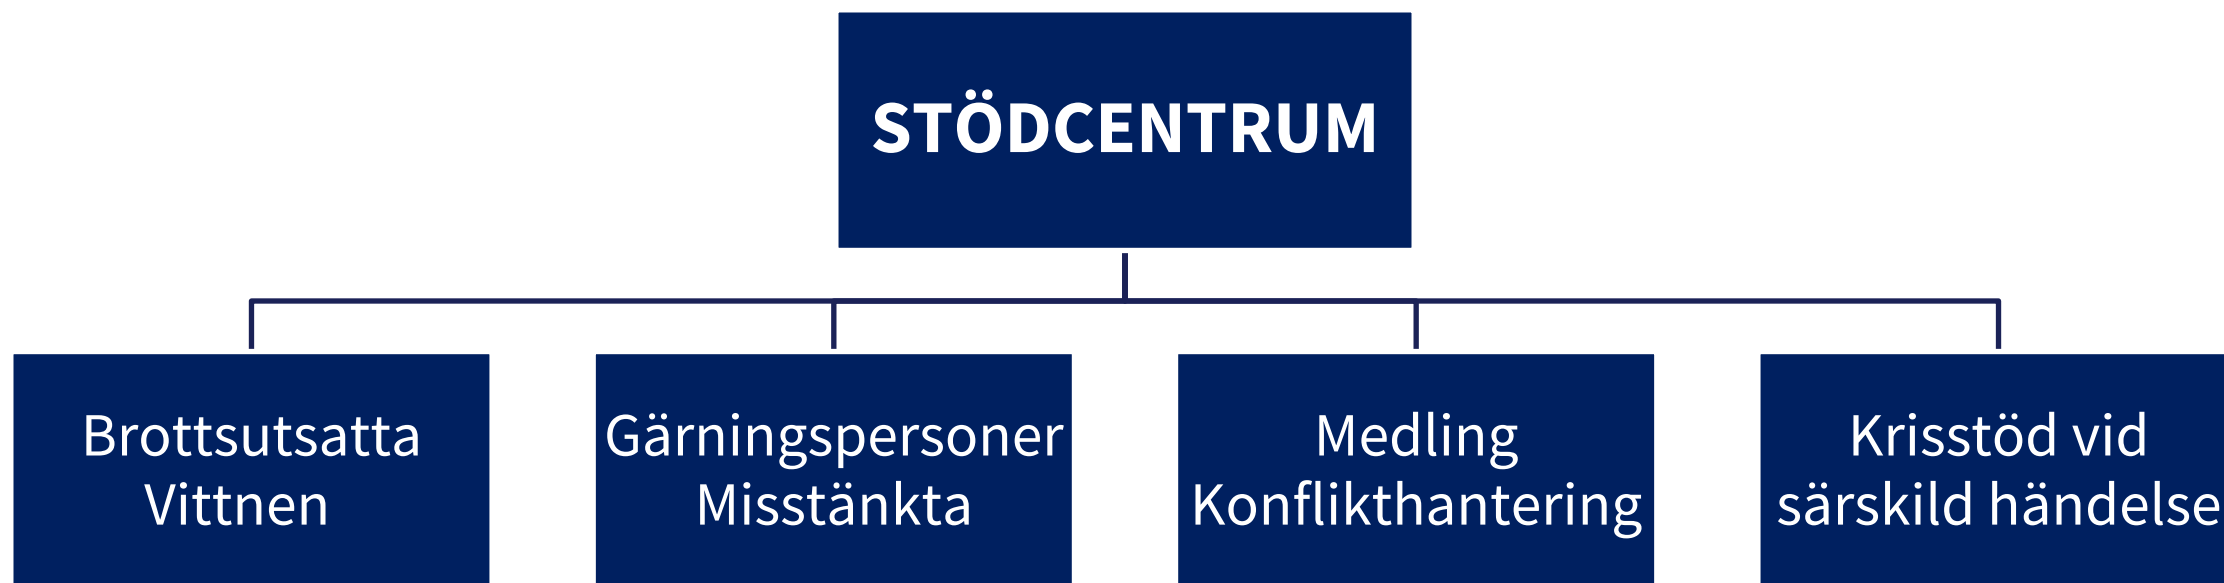 STÖDCENTRUM
Brottsutsatta
Vittnen
Gärningspersoner
Misstänkta
Medling
Konflikthantering
Krisstöd vid
särskild händelse